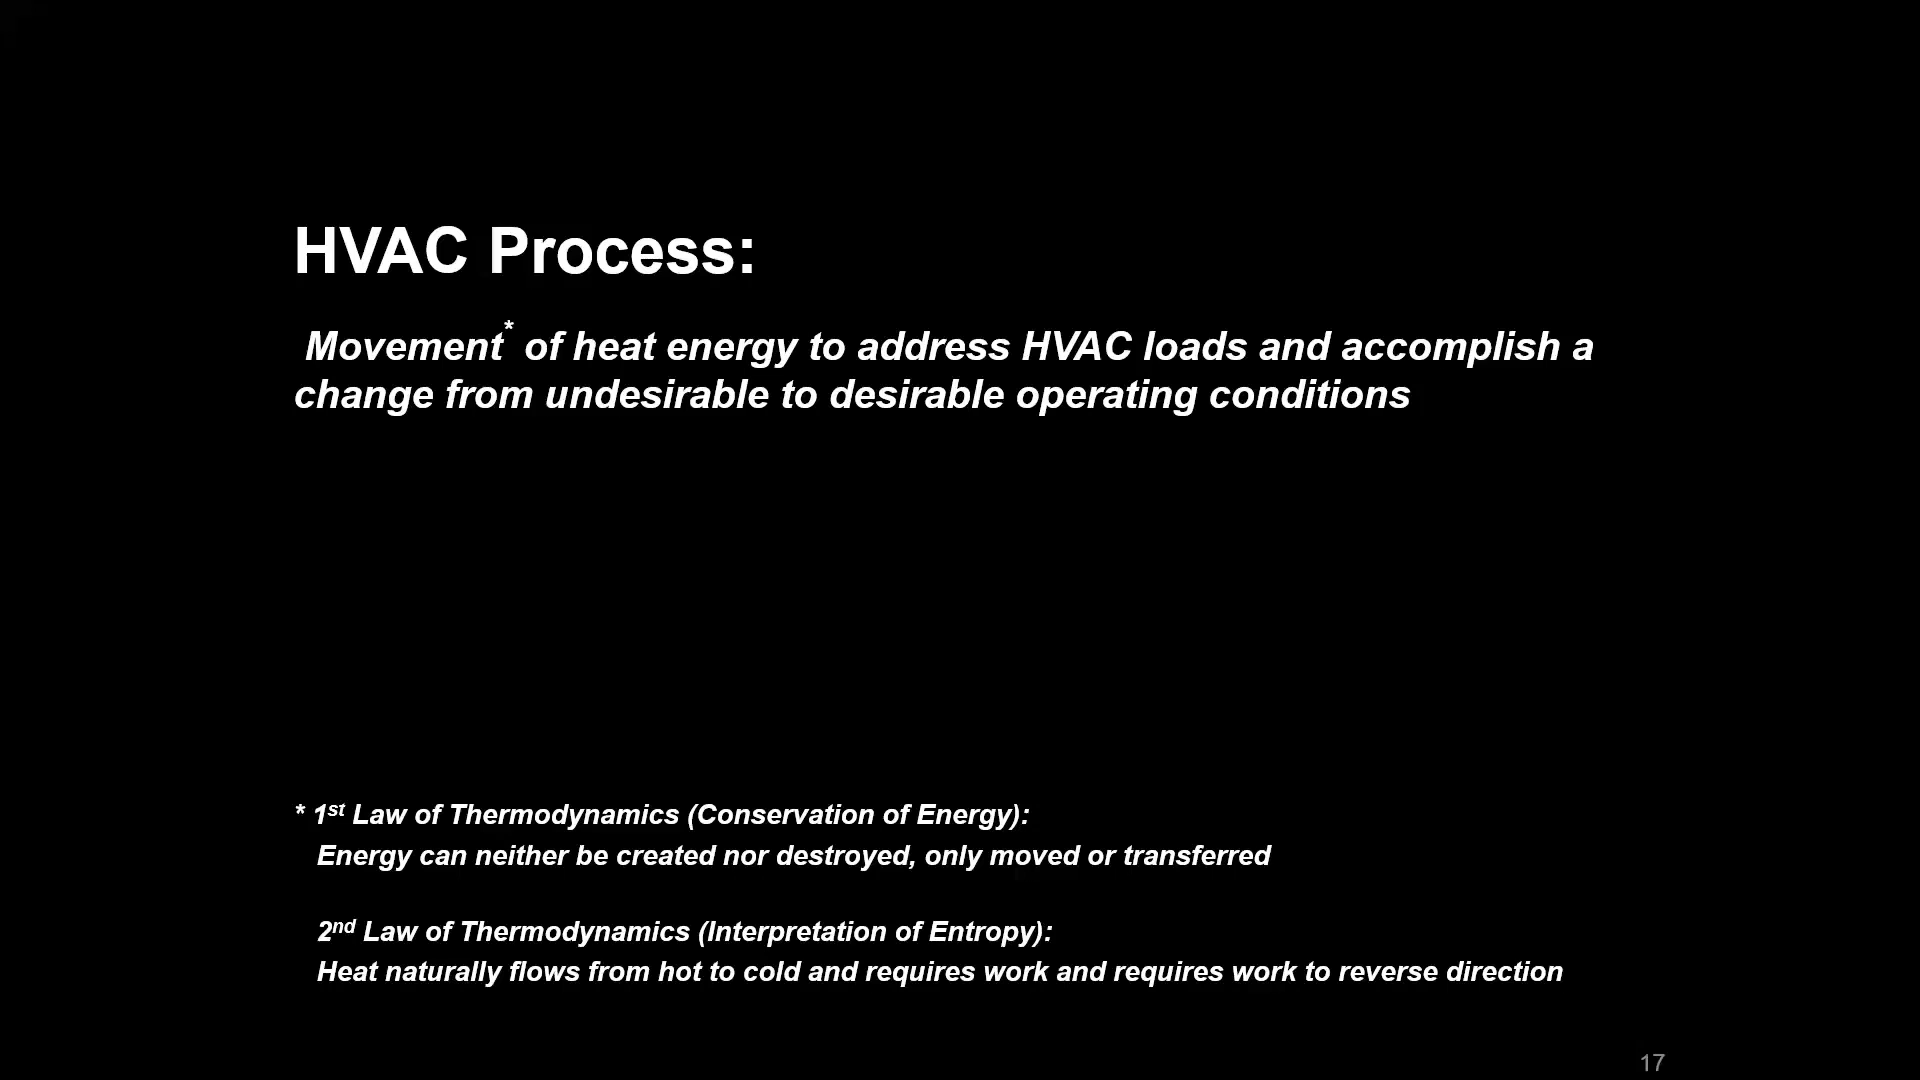 HVAC Process:
Movement* of heat energy to address HVAC loads and accomplish a
change from undesirable to desirable operating conditions
* 1st Law of Thermodynamics (Conservation of Energy):
Energy can neither be created nor destroyed, only moved or transferred
2nd Law of Thermodynamics (Interpretation of Entropy):
Heat naturally flows from hot to cold and requires work and requires work to reverse direction
17